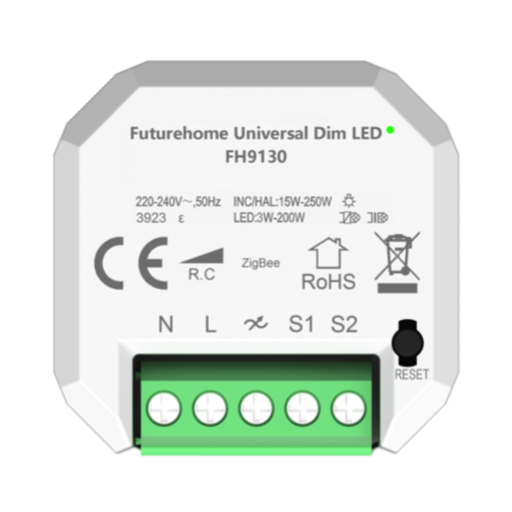 Futurehome Universal Dim LED
FH9130
220-240V~,50Hz INC/HAL:15W-250W
3923 ε LED:3W-200W
CE R.C ZigBee RoHS
N L S1 S2
RESET